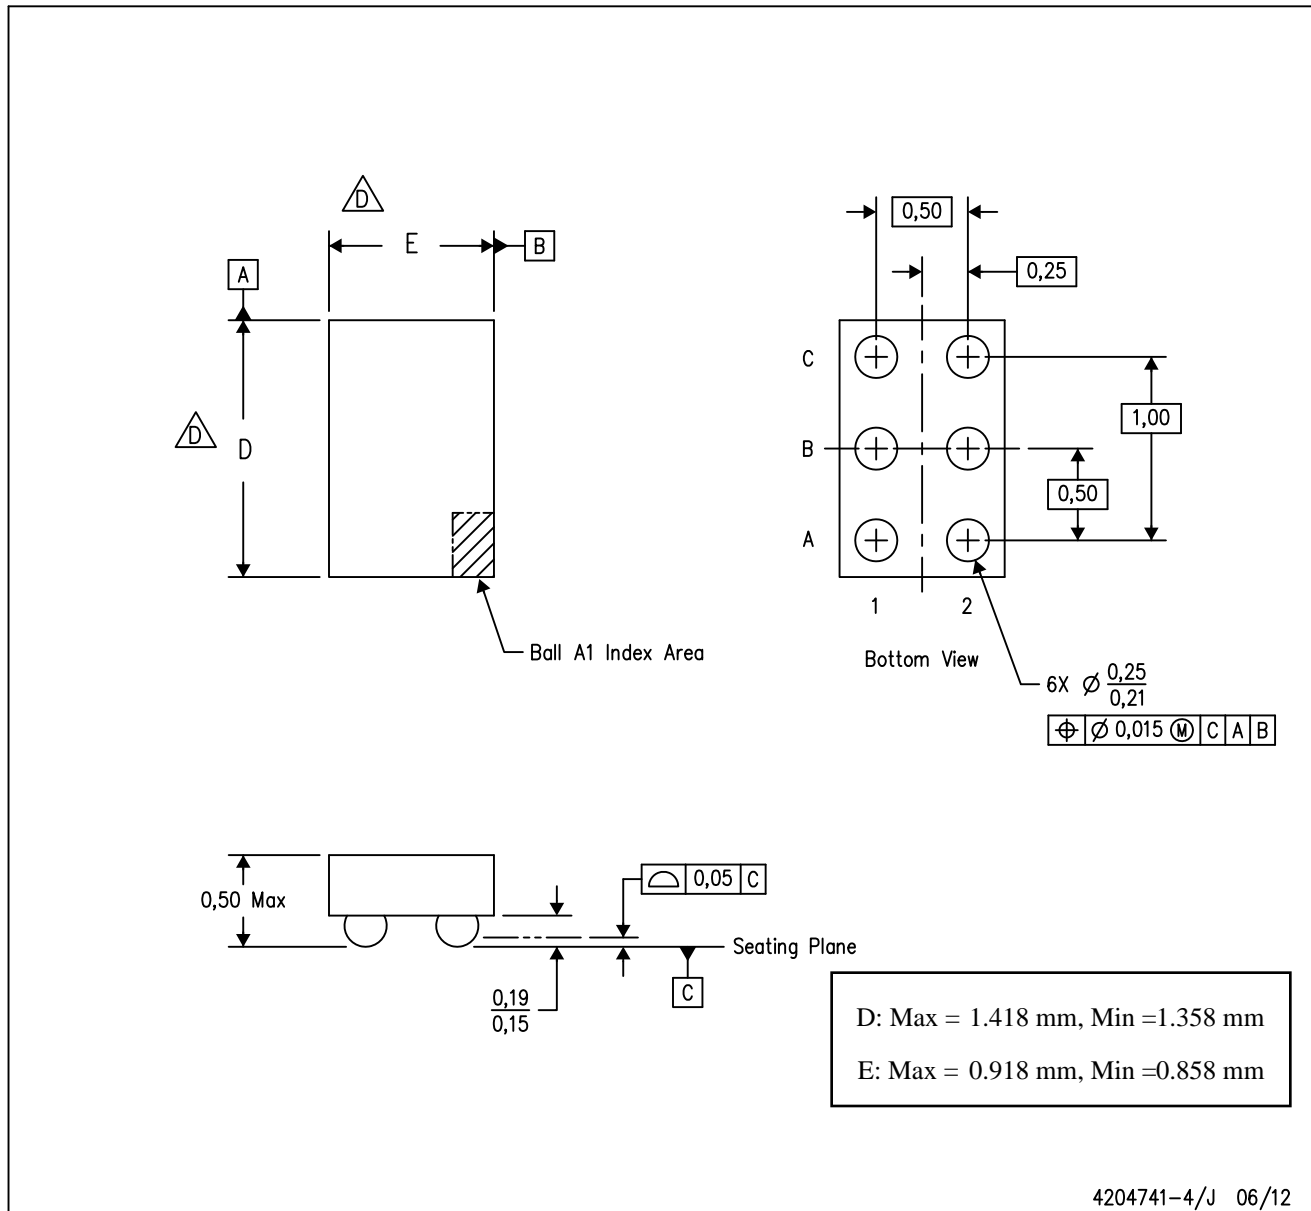 D
E
B
A
D
D
Ball A1 Index Area
0,50
0,25
C
1,00
B
0,50
A
1 2
Bottom View
6X Ø 0,25
0,21
⌖ Ø 0,015 Ⓜ C A B
0,50 Max
⌓ 0,05 C
Seating Plane
C
0,19
0,15
D: Max = 1.418 mm, Min =1.358 mm
E: Max = 0.918 mm, Min =0.858 mm
4204741-4/J 06/12